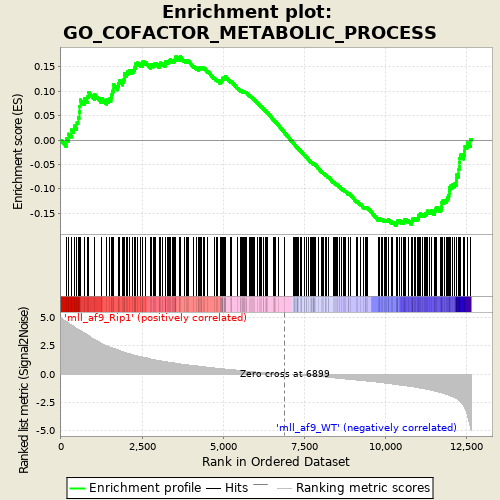 Enrichment plot:
GO_COFACTOR_METABOLIC_PROCESS
Enrichment score (ES)
0.15
0.10
0.05
0.00
-0.05
-0.10
-0.15
'mll_af9_Rip1' (positively correlated)
Ranked list metric (Signal2Noise)
5.0
2.5
0.0
-2.5
-5.0
Zero cross at 6899
'mll_af9_WT' (negatively correlated)
0
2,500
5,000
7,500
10,000
12,500
Rank in Ordered Dataset
Enrichment profile
Hits
Ranking metric scores